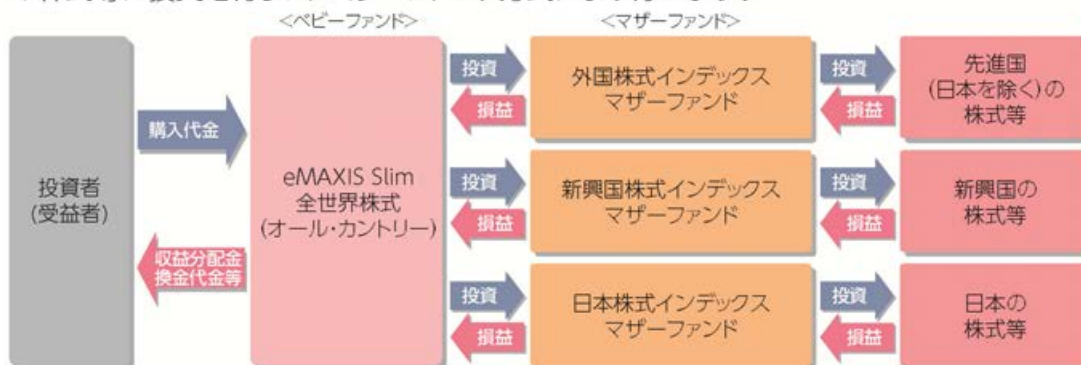 <ベビーファンド>
<マザーファンド>
投資者
(受益者)
購入代金
収益分配金
換金代金等
eMAXIS Slim
全世界株式
(オール・カントリー)
投資
損益
外国株式インデックス
マザーファンド
投資
損益
先進国
(日本を除く)の
株式等
投資
損益
新興国株式インデックス
マザーファンド
投資
損益
新興国の
株式等
投資
損益
日本株式インデックス
マザーファンド
投資
損益
日本の
株式等